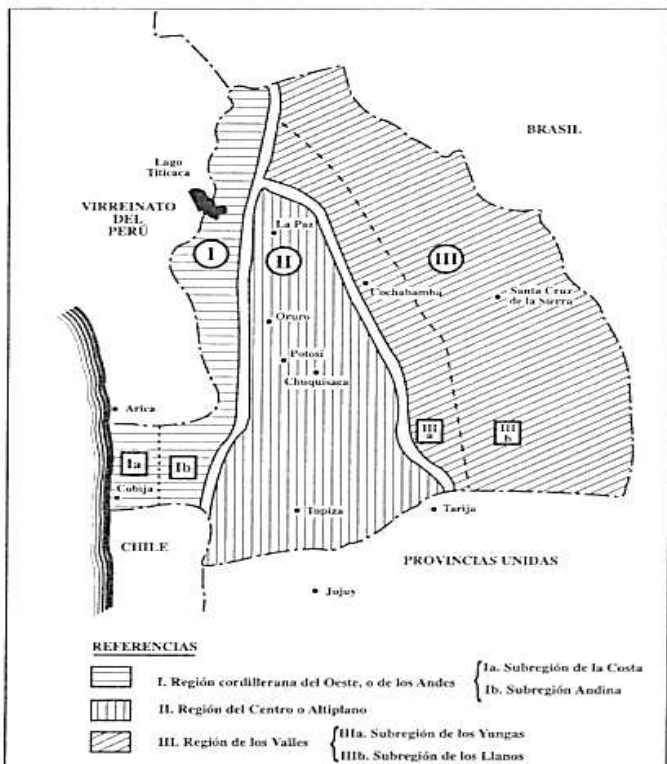 BRASIL
Lago
Titicaca
VIRREINATO
DEL
PERÚ
La Paz
I
II
III
Cochabamba
Santa Cruz
de la Sierra
Oruro
Potosí
Chuquisaca
Arica
III
a
III
b
Ia
Ib
Cobija
Tupiza
Tarija
CHILE
PROVINCIAS UNIDAS
Jujuy
REFERENCIAS
I. Región cordillerana del Oeste, o de los Andes
Ia. Subregión de la Costa
Ib. Subregión Andina
II. Región del Centro o Altiplano
III. Región de los Valles
IIIa. Subregión de los Yungas
IIIb. Subregión de los Llanos